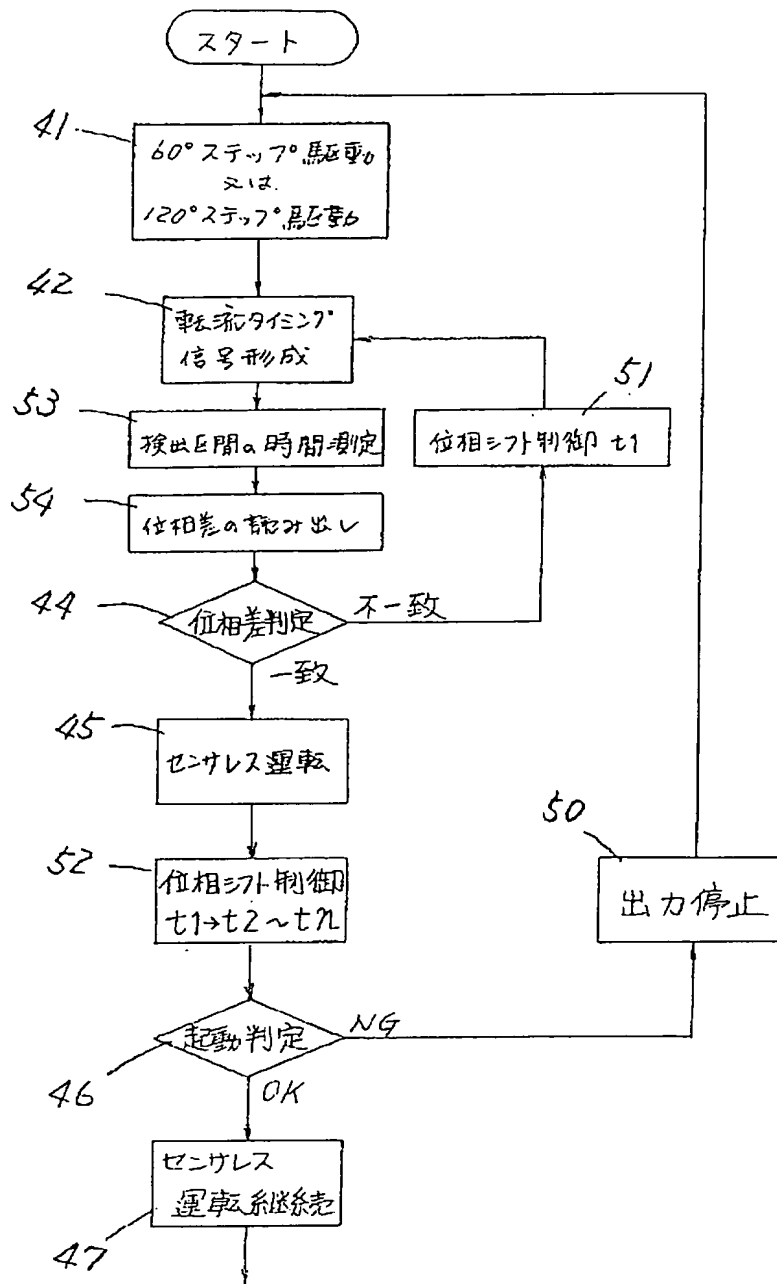 スタート
41
60°ステップ駆動
又は
120°ステップ駆動
42
転流タイミング
信号形成
53
検出区間の時間測定
51
位相シフト制御 t1
54
位相差の読み出し
44
位相差判定
不一致
一致
45
センサレス運転
52
位相シフト制御
t1→t2～tn
50
出力停止
46
起動判定
NG
OK
47
センサレス
運転継続